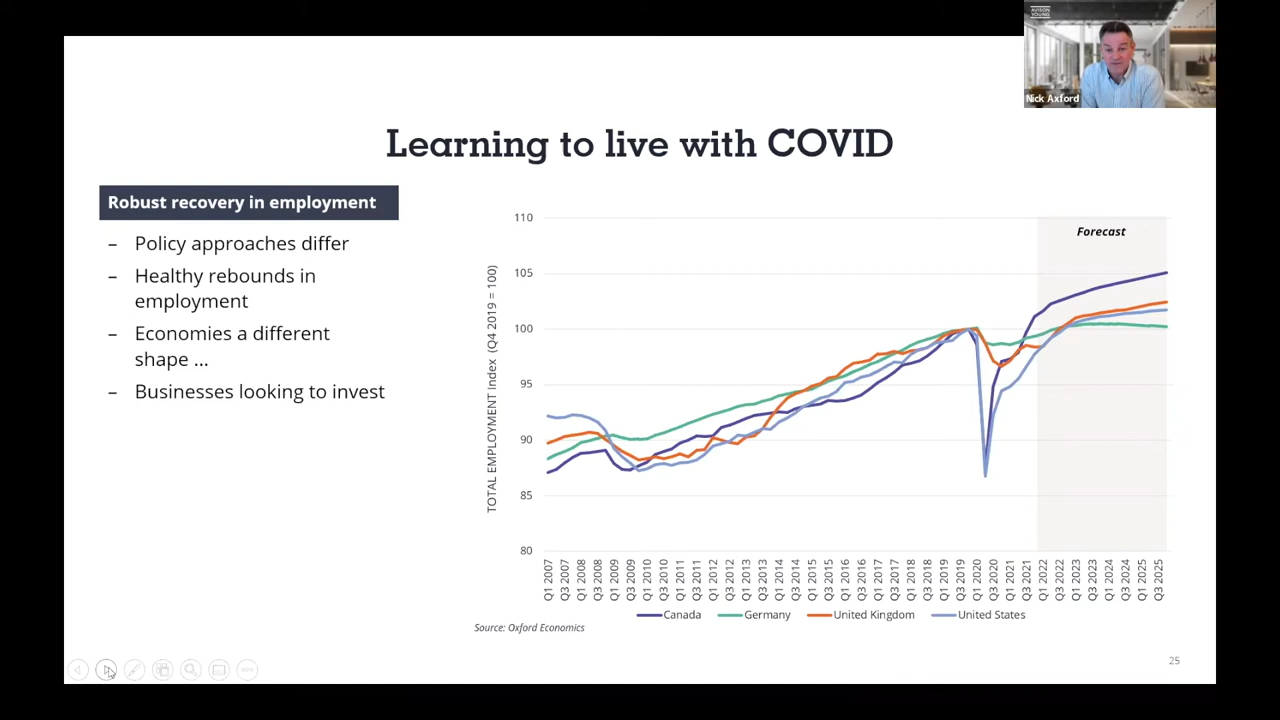 AVISON
YOUNG
Nick Axford
Learning to live with COVID
Robust recovery in employment
– Policy approaches differ
– Healthy rebounds in
employment
– Economies a different
shape ...
– Businesses looking to invest
TOTAL EMPLOYMENT Index (Q4 2019 = 100)
110
105
100
95
90
85
80
Forecast
Q1 2007
Q3 2007
Q1 2008
Q3 2008
Q1 2009
Q3 2009
Q1 2010
Q3 2010
Q1 2011
Q3 2011
Q1 2012
Q3 2012
Q1 2013
Q3 2013
Q1 2014
Q3 2014
Q1 2015
Q3 2015
Q1 2016
Q3 2016
Q1 2017
Q3 2017
Q1 2018
Q3 2018
Q1 2019
Q3 2019
Q1 2020
Q3 2020
Q1 2021
Q3 2021
Q1 2022
Q3 2022
Q1 2023
Q3 2023
Q1 2024
Q3 2024
Q1 2025
Q3 2025
Canada Germany United Kingdom United States
Source: Oxford Economics
25